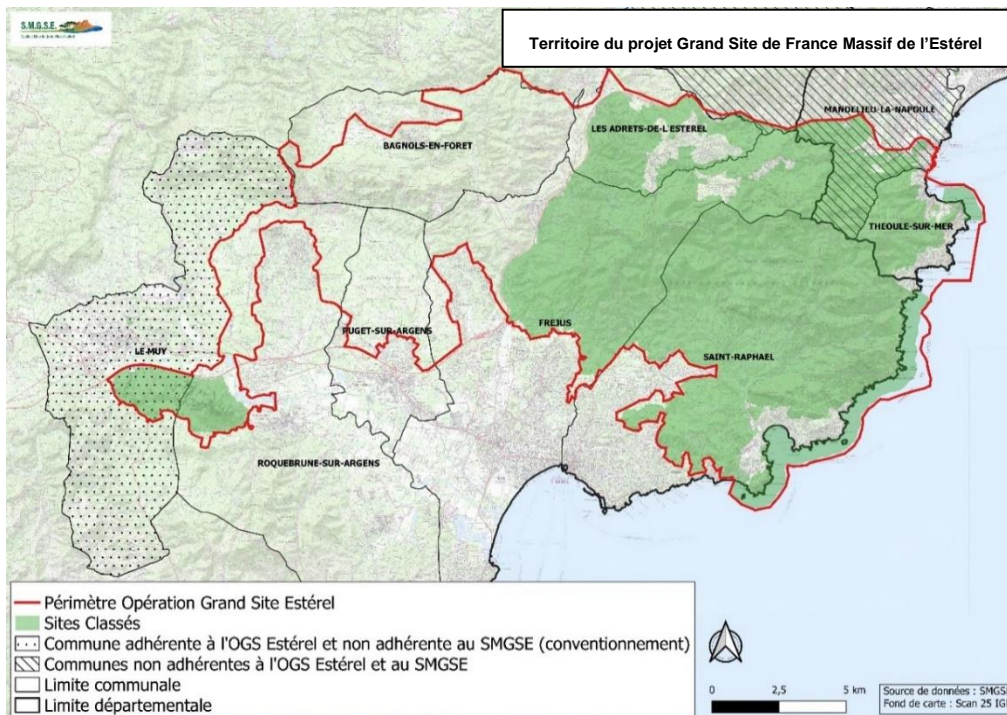 S.M.G.S.E.
Territoire du projet Grand Site de France Massif de l'Estérel
MANDELIEU-LA-NAPOULE
LES ADRETS-DE-L'ESTEREL
BAGNOLS-EN-FORET
THEOULE-SUR-MER
PUGET-SUR-ARGENS
FREJUS
LE-MUY
SAINT-RAPHAEL
ROQUEBRUNE-SUR-ARGENS
Périmètre Opération Grand Site Estérel
Sites Classés
Commune adhérente à l'OGS Estérel et non adhérente au SMGSE (conventionnement)
Communes non adhérentes à l'OGS Estérel et au SMGSE
Limite communale
Limite départementale
0 2,5 5 km
Source de données : SMGS
Fond de carte : Scan 25 IG